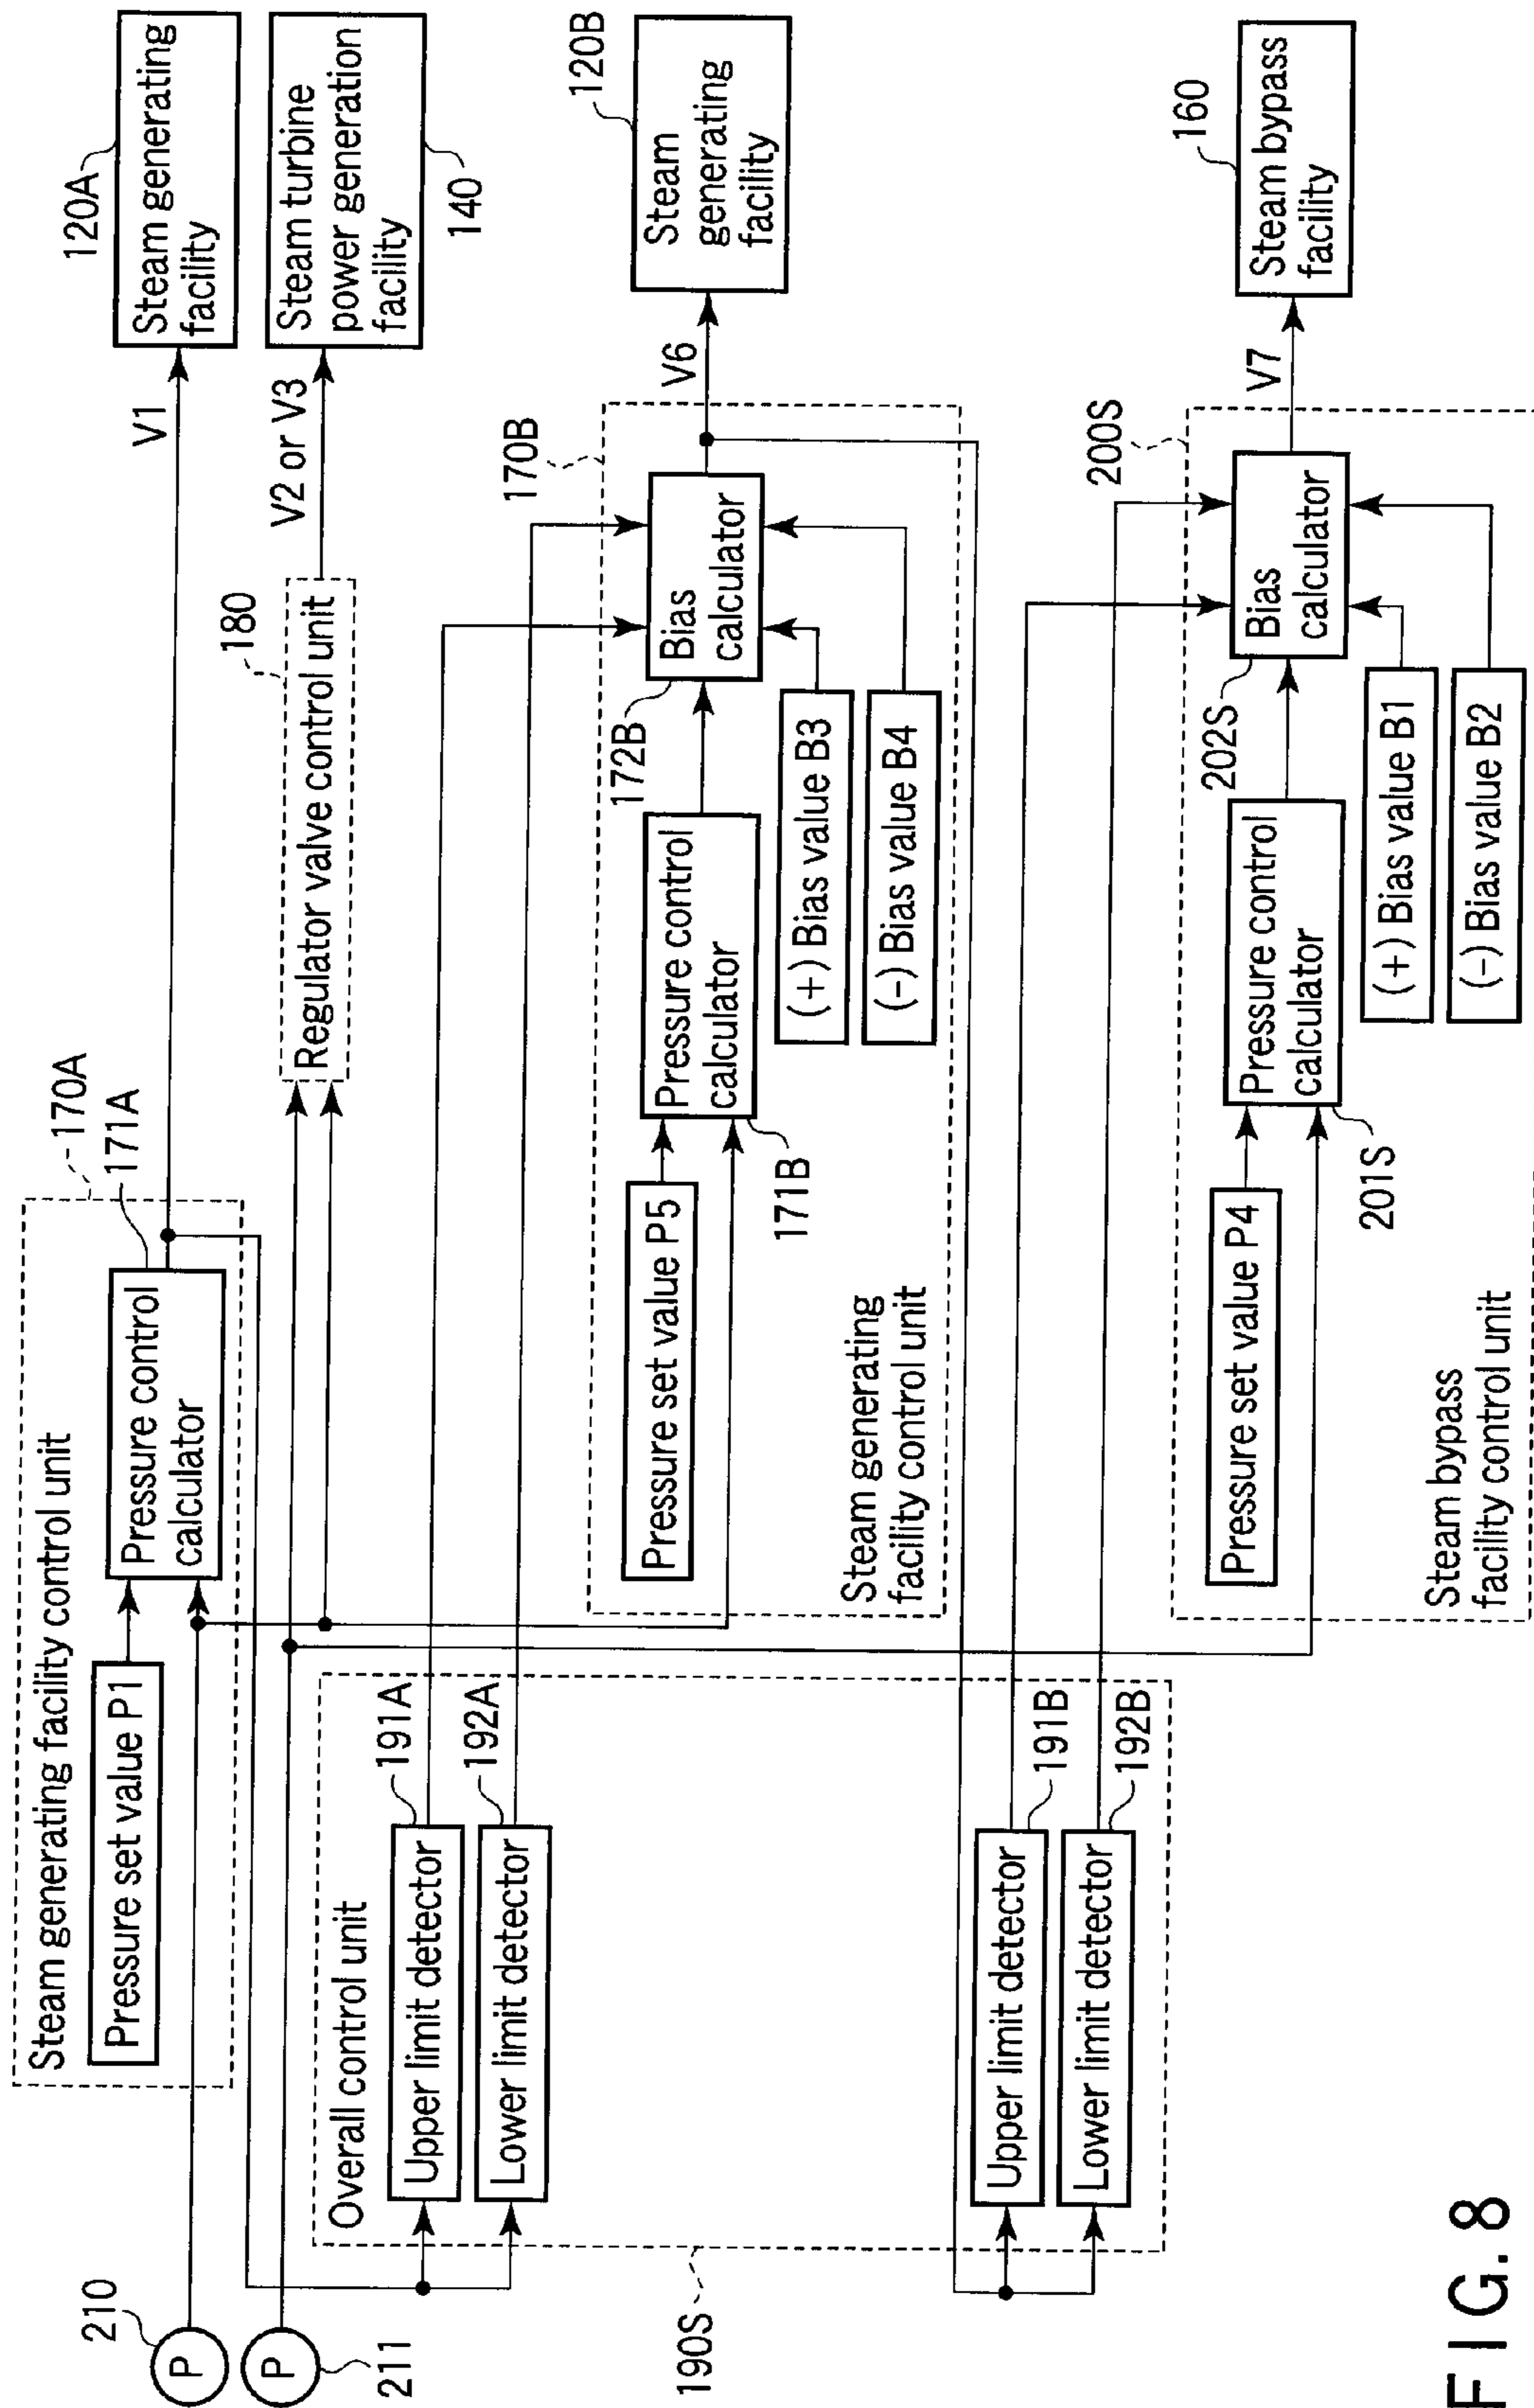 210
P
P
211
Steam generating facility control unit
170A
171A
Pressure set value P1
Pressure control
calculator
V1
120A
Steam generating
facility
180
Regulator valve control unit
V2 or V3
Steam turbine
power generation
facility
140
Overall control unit
190S
Upper limit detector
191A
Lower limit detector
192A
Upper limit detector
191B
Lower limit detector
192B
170B
Pressure set value P5
Pressure control
calculator
171B
172B
Bias
calculator
(+) Bias value B3
(-) Bias value B4
Steam generating
facility control unit
V6
120B
Steam
generating
facility
200S
Pressure set value P4
Pressure control
calculator
201S
202S
Bias
calculator
(+) Bias value B1
(-) Bias value B2
Steam bypass
facility control unit
V7
160
Steam bypass
facility
FIG. 8